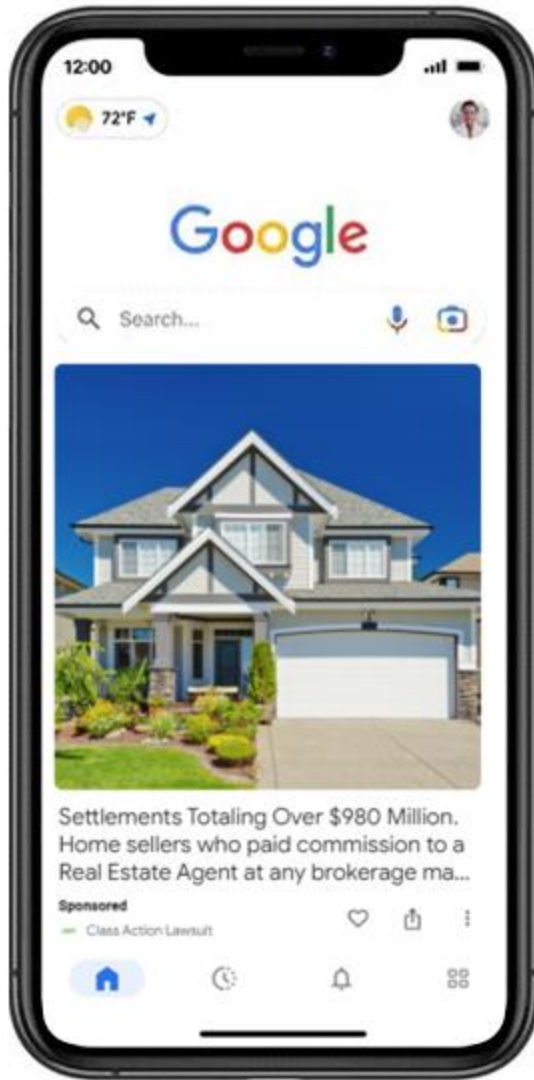 12:00
72°F
Google
Search...
Settlements Totaling Over $980 Million.
Home sellers who paid commission to a
Real Estate Agent at any brokerage ma...
Sponsored
Class Action Lawsuit